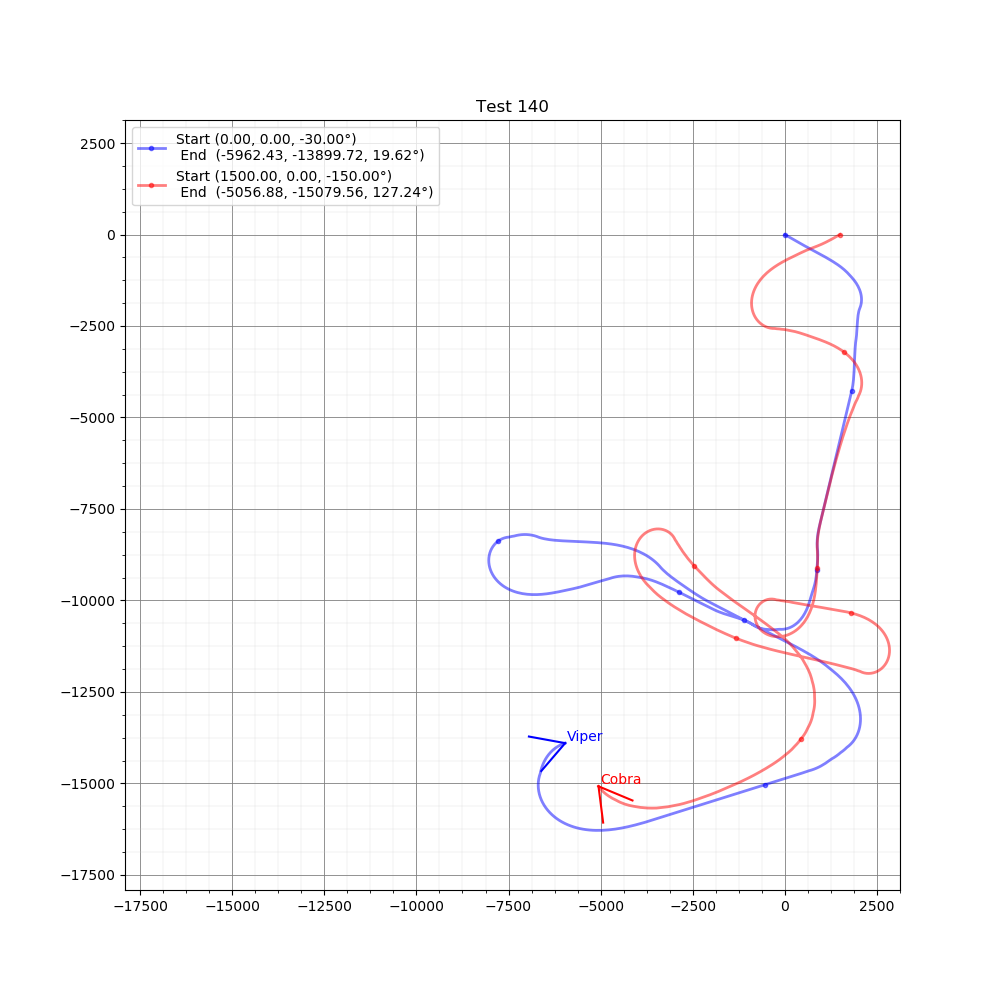 Test 140
Start (0.00, 0.00, -30.00°)
End (-5962.43, -13899.72, 19.62°)
Start (1500.00, 0.00, -150.00°)
End (-5056.88, -15079.56, 127.24°)
2500
0
−2500
−5000
−7500
−10000
−12500
−15000
−17500
Viper
Cobra
−17500 −15000 −12500 −10000 −7500 −5000 −2500 0 2500